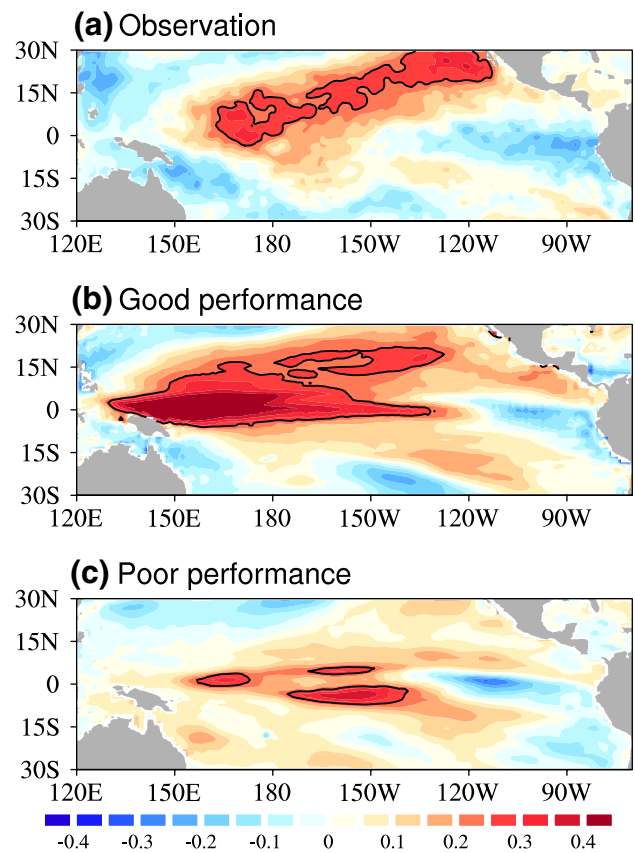 (a) Observation
30N
15N
0
15S
30S
120E 150E 180 150W 120W 90W
(b) Good performance
30N
15N
0
15S
30S
120E 150E 180 150W 120W 90W
(c) Poor performance
30N
15N
0
15S
30S
120E 150E 180 150W 120W 90W
-0.4 -0.3 -0.2 -0.1 0 0.1 0.2 0.3 0.4